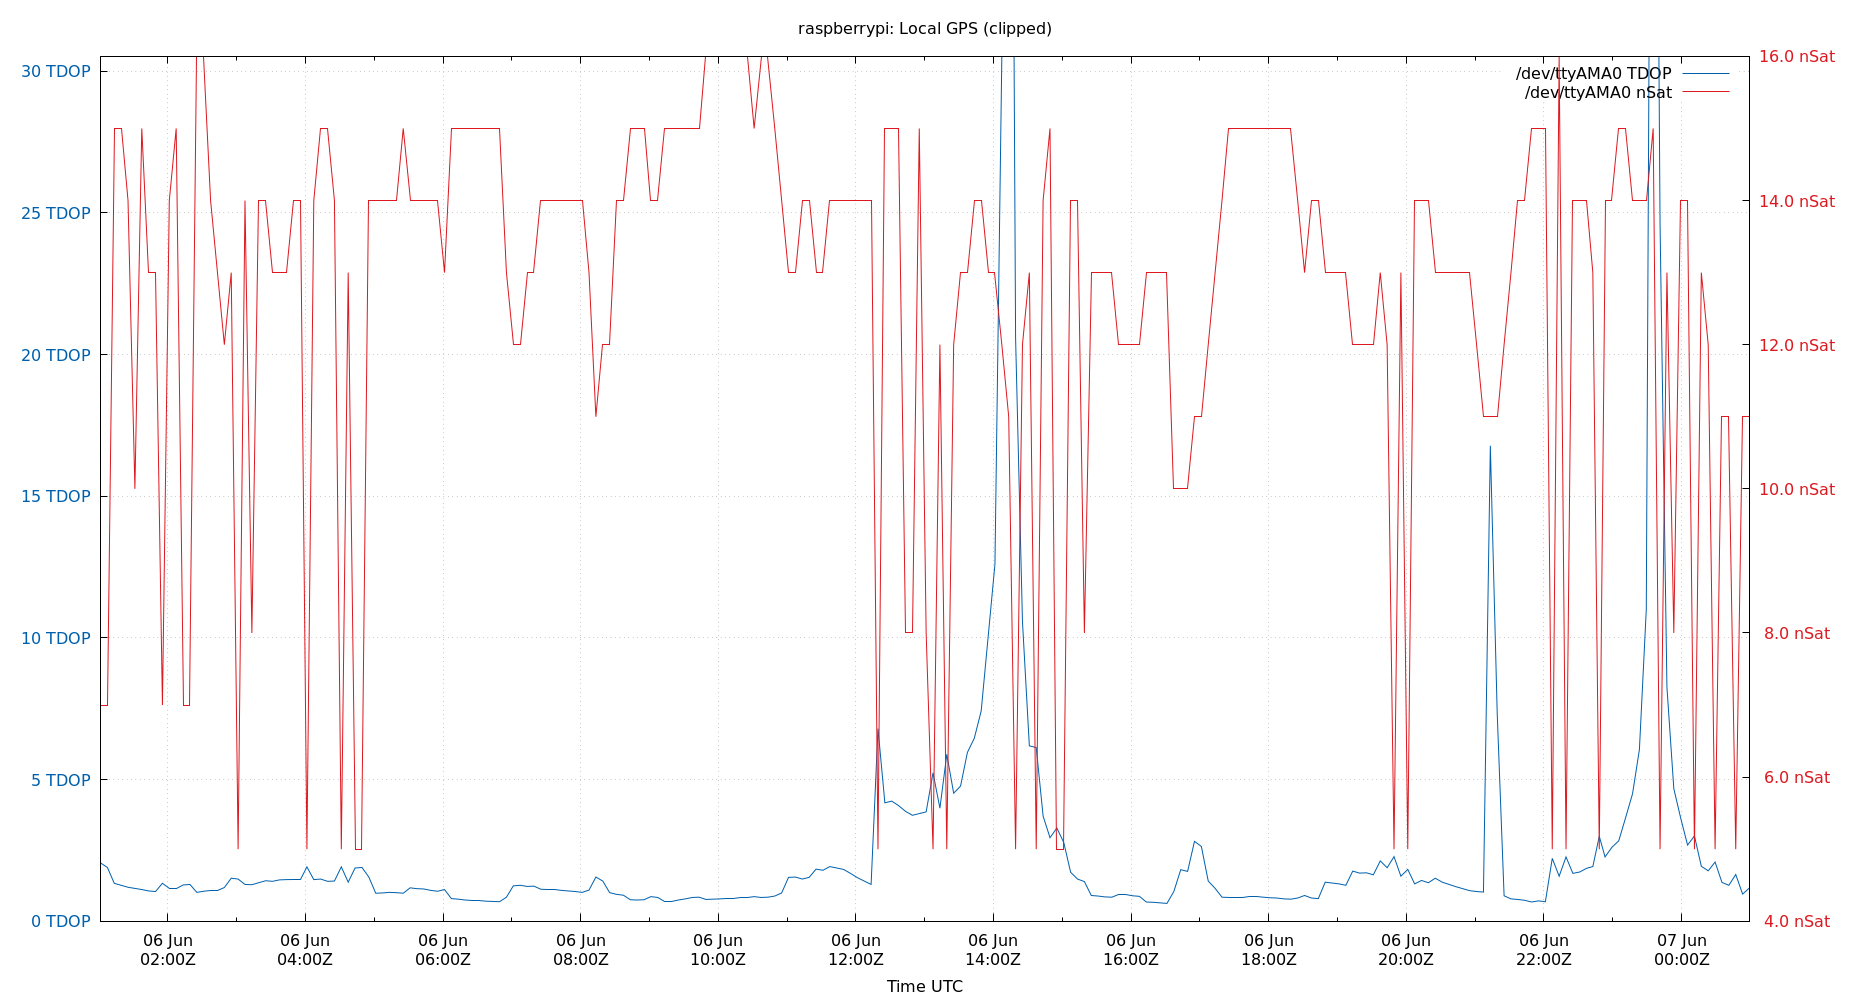 raspberrypi: Local GPS (clipped)
30 TDOP
25 TDOP
20 TDOP
15 TDOP
10 TDOP
5 TDOP
0 TDOP
16.0 nSat
14.0 nSat
12.0 nSat
10.0 nSat
8.0 nSat
6.0 nSat
4.0 nSat
/dev/ttyAMA0 TDOP
/dev/ttyAMA0 nSat
06 Jun
02:00Z
06 Jun
04:00Z
06 Jun
06:00Z
06 Jun
08:00Z
06 Jun
10:00Z
06 Jun
12:00Z
06 Jun
14:00Z
06 Jun
16:00Z
06 Jun
18:00Z
06 Jun
20:00Z
06 Jun
22:00Z
07 Jun
00:00Z
Time UTC